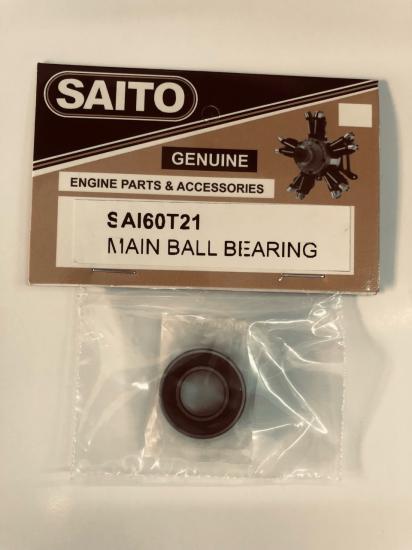 SAITO
GENUINE
ENGINE PARTS & ACCESSORIES
SAI60T21
MAIN BALL BEARING